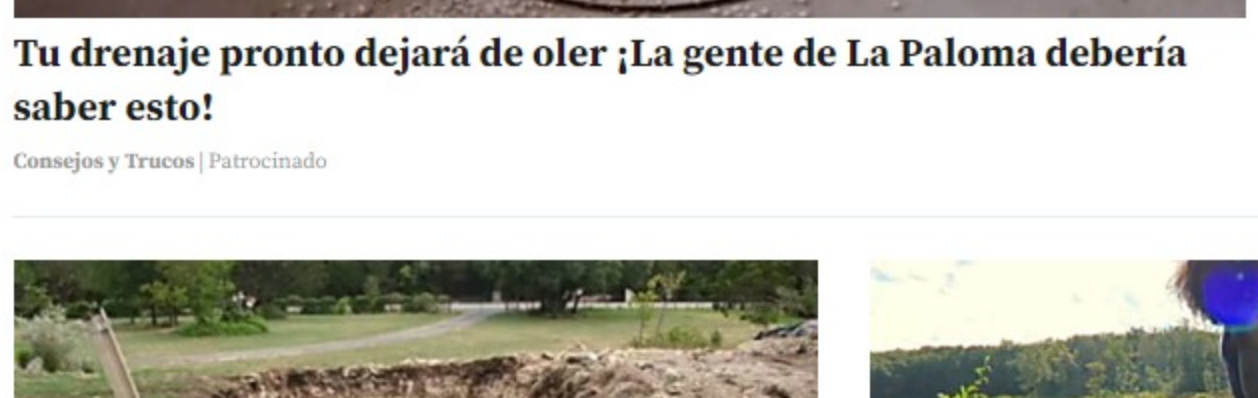 Tu drenaje pronto dejará de oler ¡La gente de La Paloma debería
saber esto!
Consejos y Trucos | Patrocinado